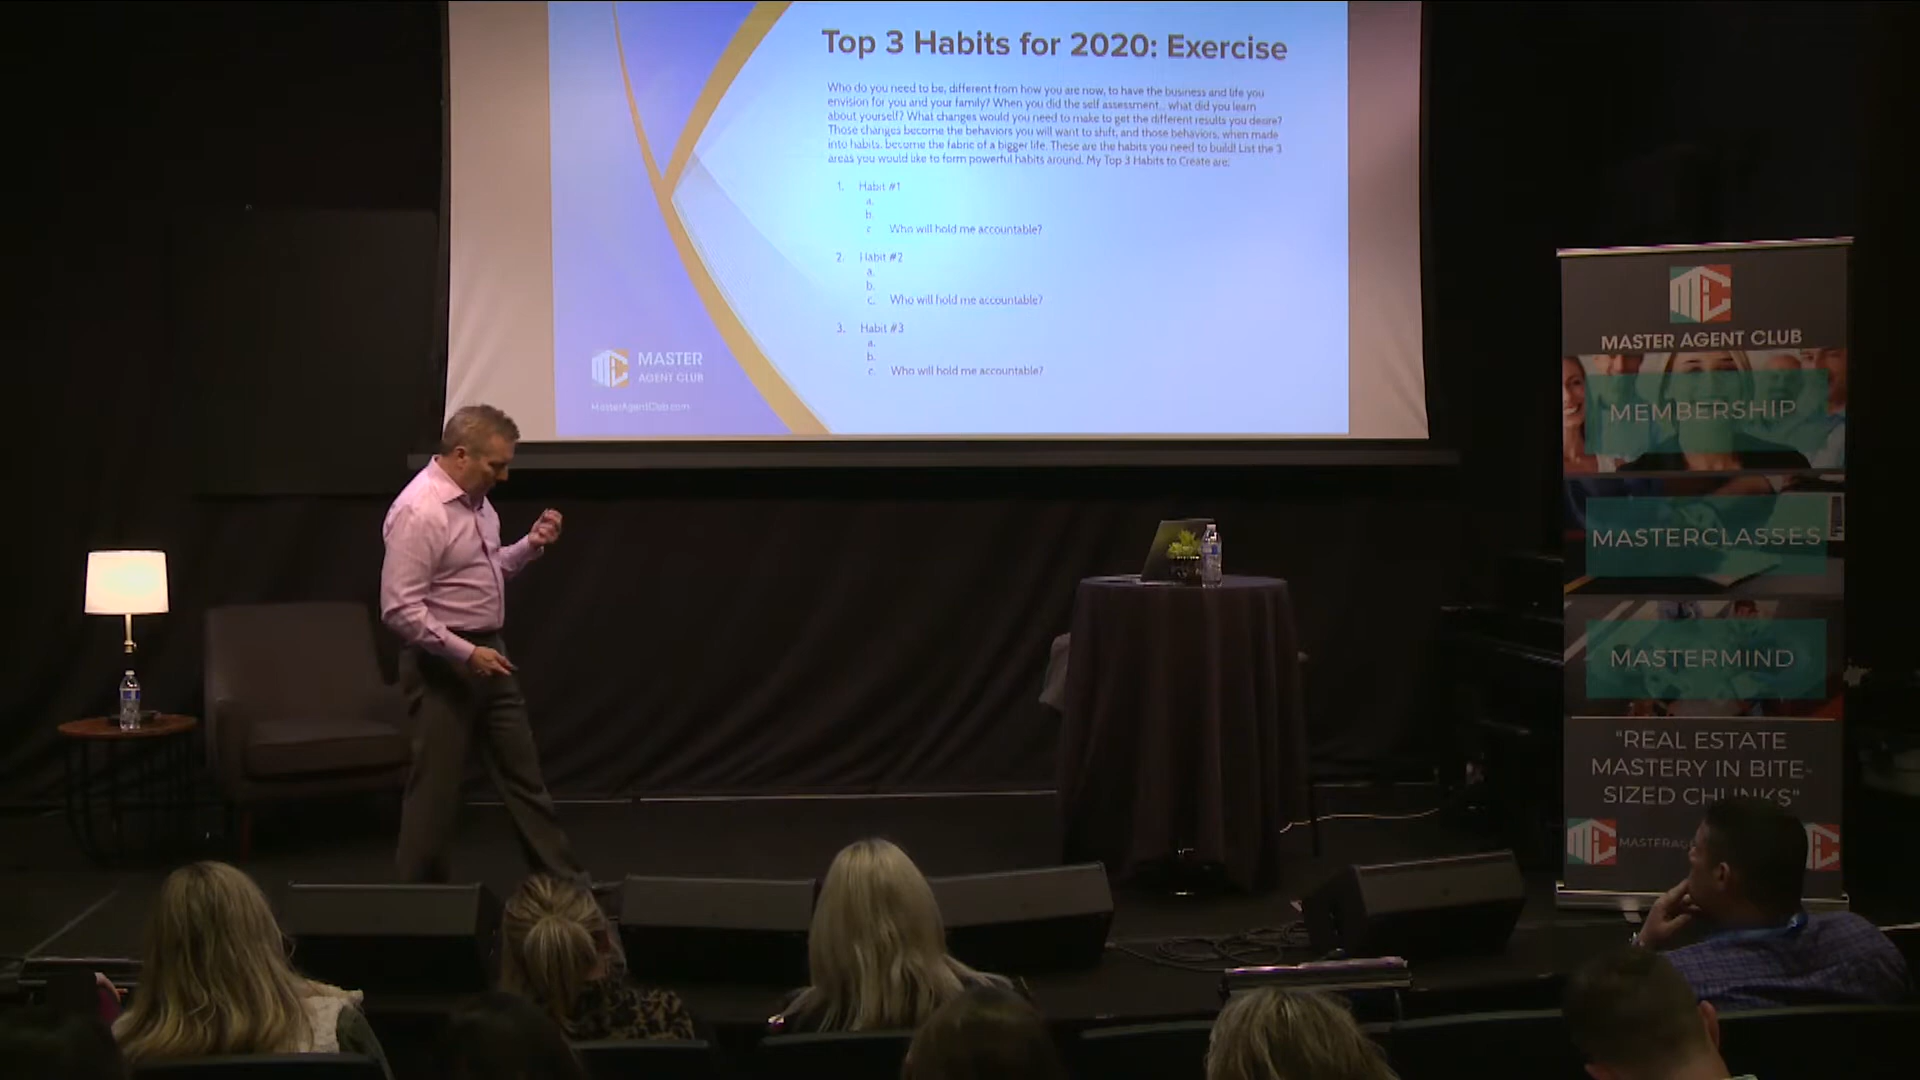 Top 3 Habits for 2020: Exercise
Who do you need to be, different from how you are now, to have the business and life you
envision for you and your family? When you did the self assessment... what did you learn
about yourself? What changes would you need to make to get the different results you desire?
Those changes become the behaviors you will want to shift, and those behaviors, when made
into habits, become the fabric of a bigger life. These are the habits you need to build! List the 3
areas you would like to form powerful habits around. My Top 3 Habits to Create are:
1. Habit #1
a.
b.
c. Who will hold me accountable?
2. Habit #2
a.
b.
c. Who will hold me accountable?
3. Habit #3
a.
b.
c. Who will hold me accountable?
MASTER
AGENT CLUB
MasterAgentClub.com
MASTER AGENT CLUB
MEMBERSHIP
MASTERCLASSES
MASTERMIND
"REAL ESTATE
MASTERY IN BITE-
SIZED CHUNKS"